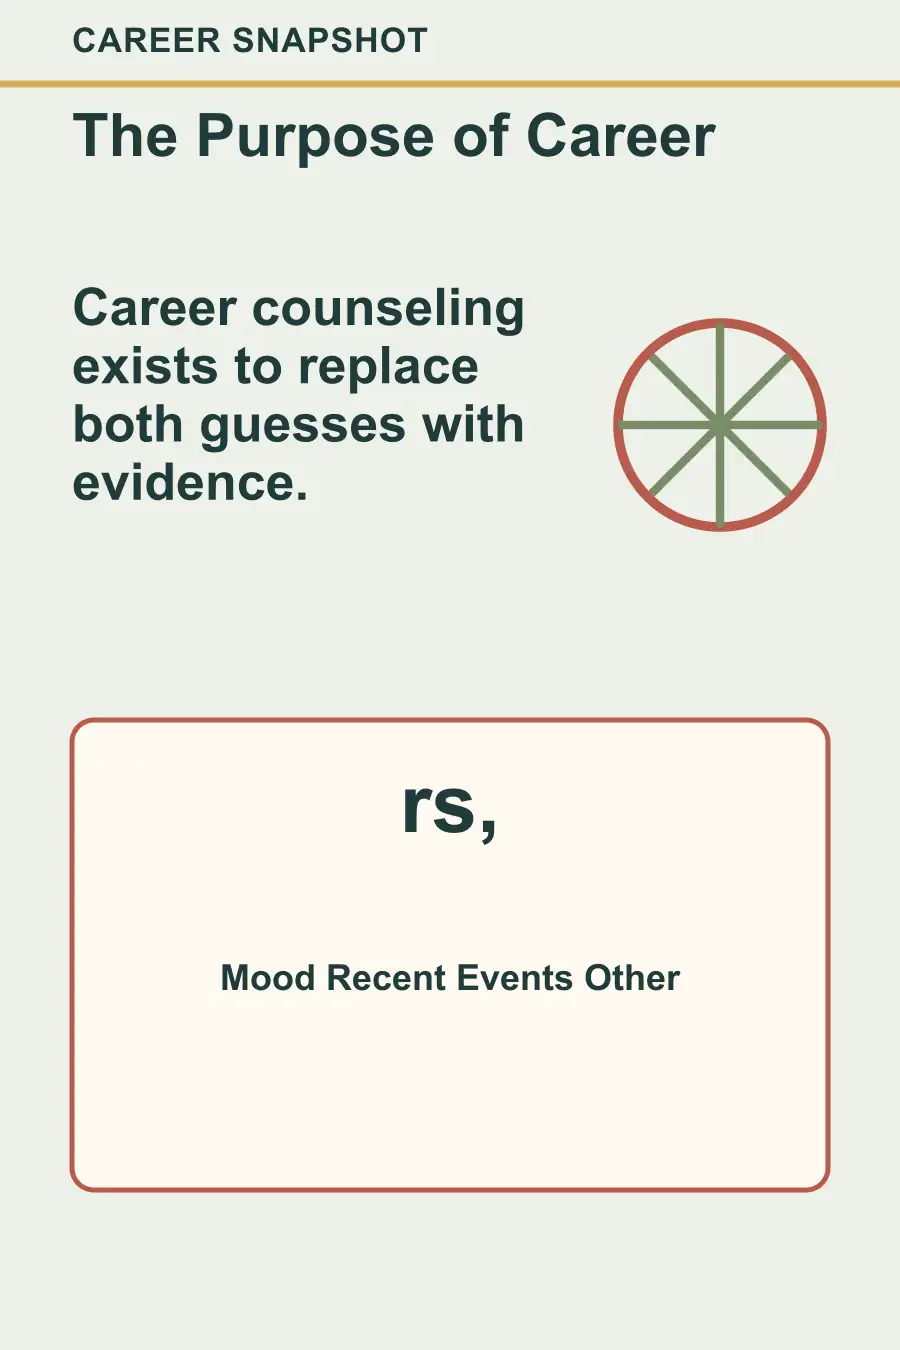 CAREER SNAPSHOT
The Purpose of Career
Career counseling
exists to replace
both guesses with
evidence.
rs,
Mood Recent Events Other